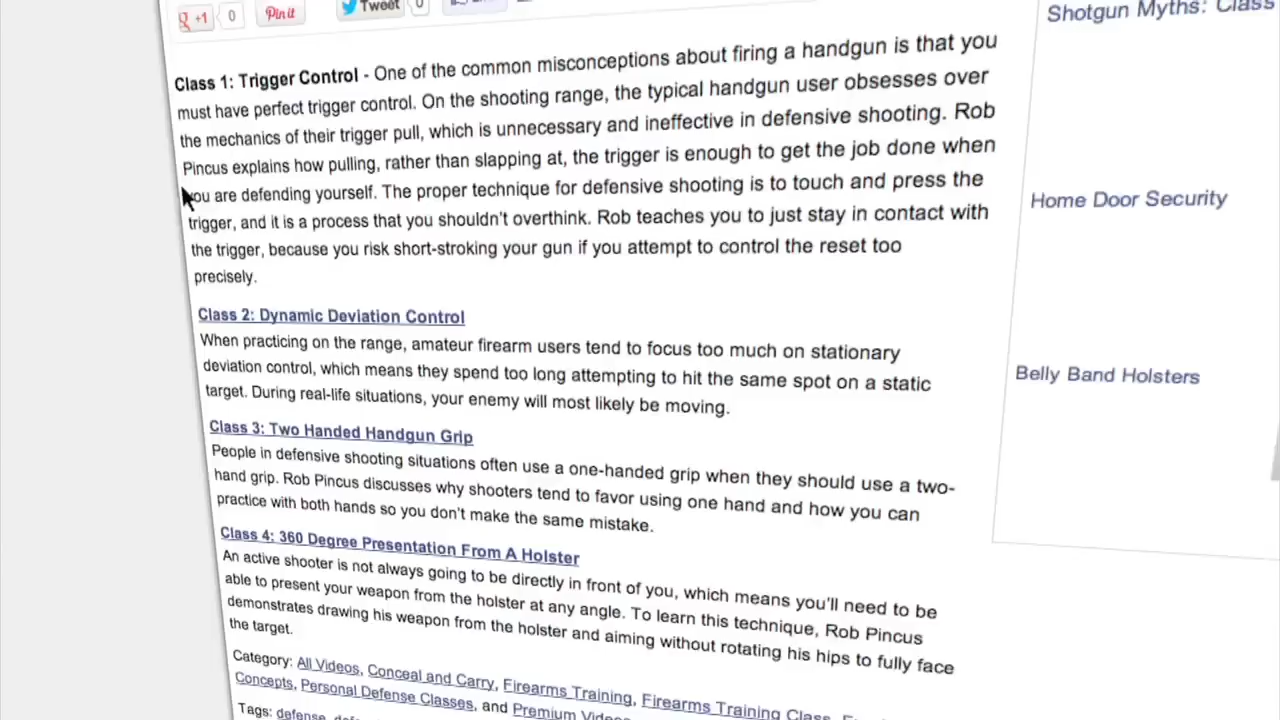 +1 0 Pin it Tweet 0
Class 1: Trigger Control - One of the common misconceptions about firing a handgun is that you
must have perfect trigger control. On the shooting range, the typical handgun user obsesses over
the mechanics of their trigger pull, which is unnecessary and ineffective in defensive shooting. Rob
Pincus explains how pulling, rather than slapping at, the trigger is enough to get the job done when
you are defending yourself. The proper technique for defensive shooting is to touch and press the
trigger, and it is a process that you shouldn't overthink. Rob teaches you to just stay in contact with
the trigger, because you risk short-stroking your gun if you attempt to control the reset too
precisely.
Class 2: Dynamic Deviation Control
When practicing on the range, amateur firearm users tend to focus too much on stationary
deviation control, which means they spend too long attempting to hit the same spot on a static
target. During real-life situations, your enemy will most likely be moving.
Class 3: Two Handed Handgun Grip
People in defensive shooting situations often use a one-handed grip when they should use a two-
hand grip. Rob Pincus discusses why shooters tend to favor using one hand and how you can
practice with both hands so you don't make the same mistake.
Class 4: 360 Degree Presentation From A Holster
An active shooter is not always going to be directly in front of you, which means you'll need to be
able to present your weapon from the holster at any angle. To learn this technique, Rob Pincus
demonstrates drawing his weapon from the holster and aiming without rotating his hips to fully face
the target.
Category: All Videos, Conceal and Carry, Firearms Training, Firearms Training Class,
Concepts, Personal Defense Classes, and Premium Videos
Tags: defense,
Shotgun Myths: Class
Home Door Security
Belly Band Holsters